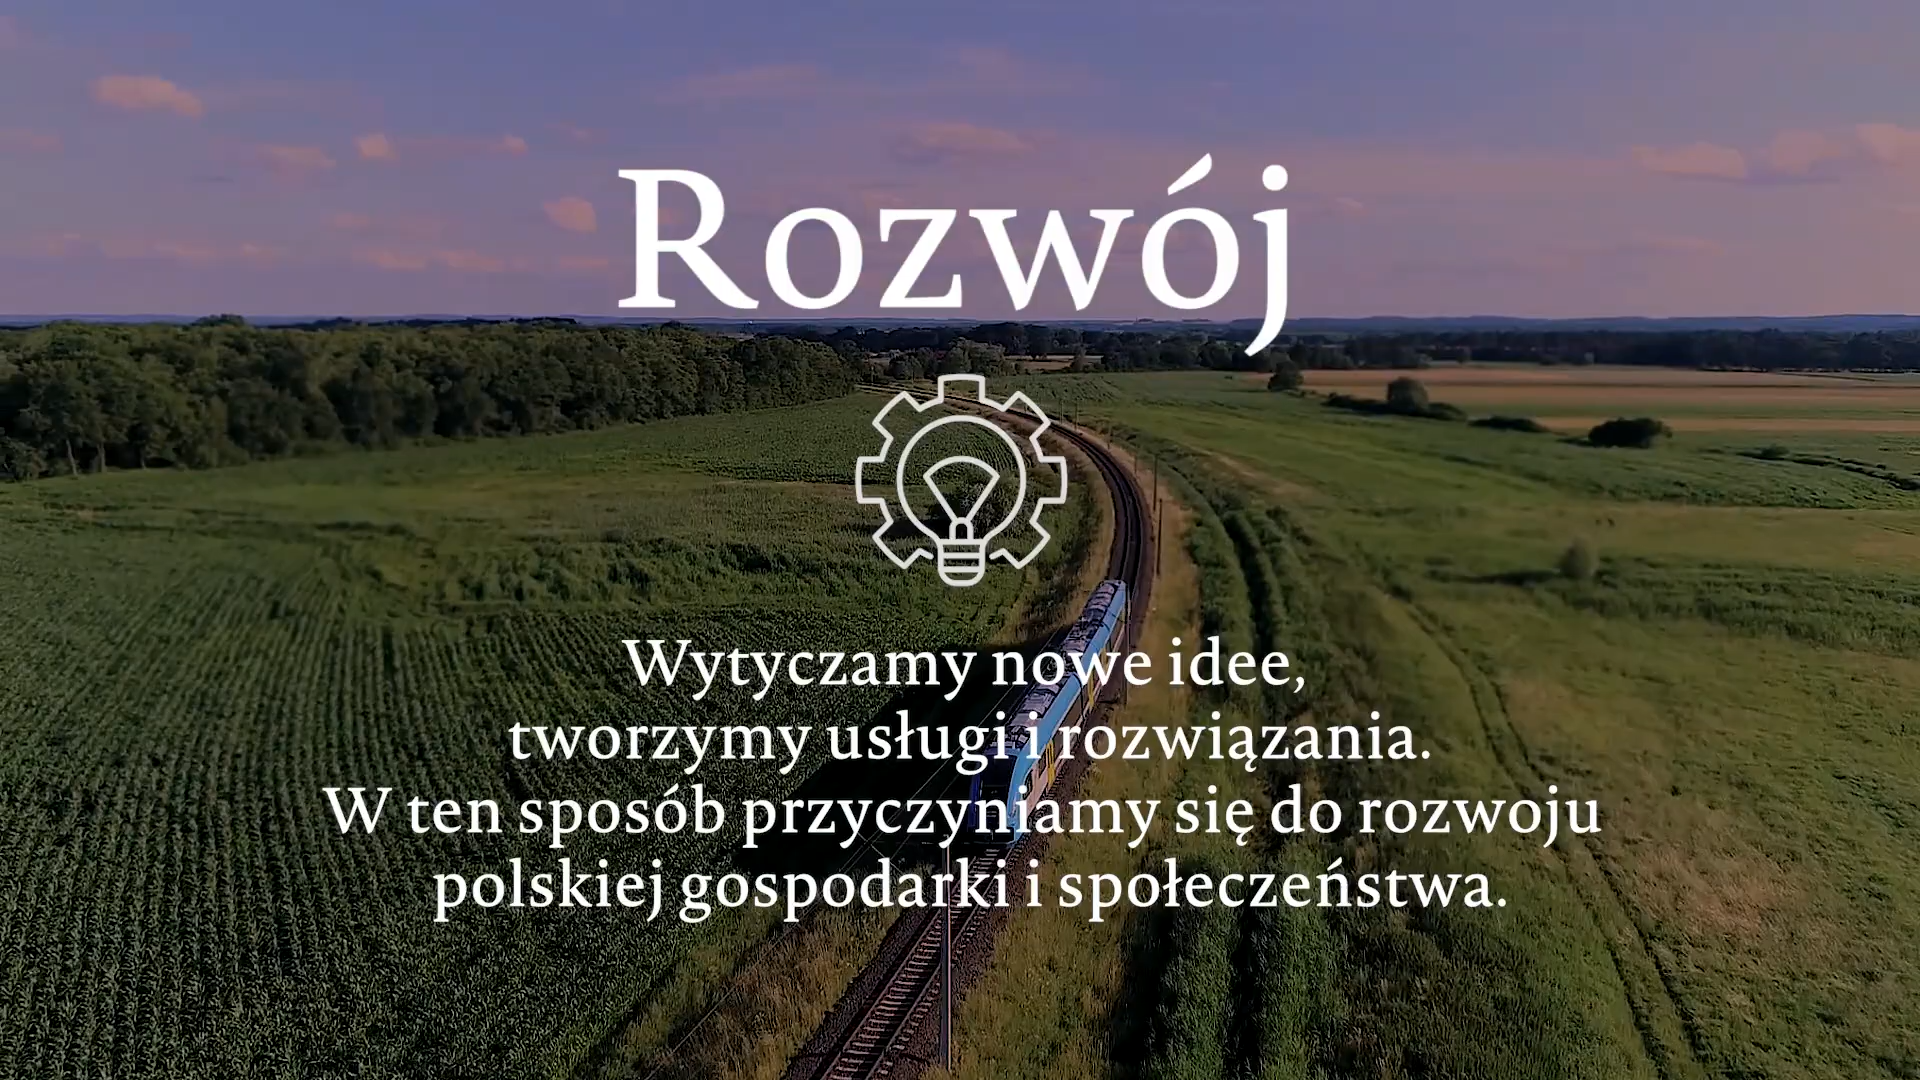 Rozwój
Wytyczamy nowe idee,
tworzymy usługi i rozwiązania.
W ten sposób przyczyniamy się do rozwoju
polskiej gospodarki i społeczeństwa.